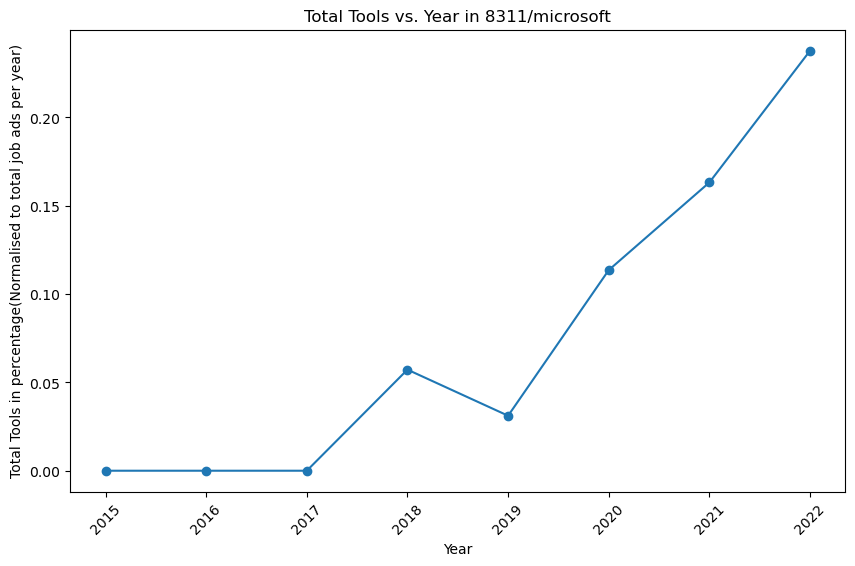 Total Tools vs. Year in 8311/microsoft
Total Tools in percentage(Normalised to total job ads per year)
0.20
0.15
0.10
0.05
0.00
2015 2016 2017 2018 2019 2020 2021 2022
Year